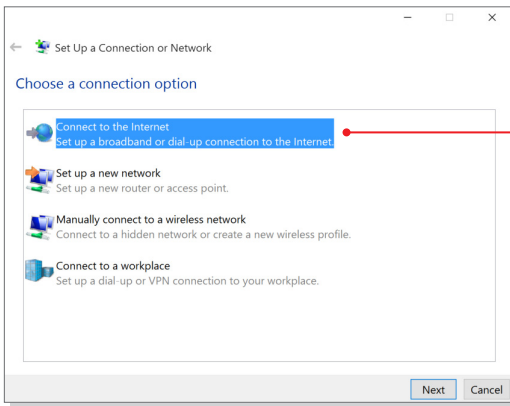 Set Up a Connection or Network
Choose a connection option
Connect to the Internet
Set up a broadband or dial-up connection to the Internet.
Set up a new network
Set up a new router or access point.
Manually connect to a wireless network
Connect to a hidden network or create a new wireless profile.
Connect to a workplace
Set up a dial-up or VPN connection to your workplace.
Next Cancel